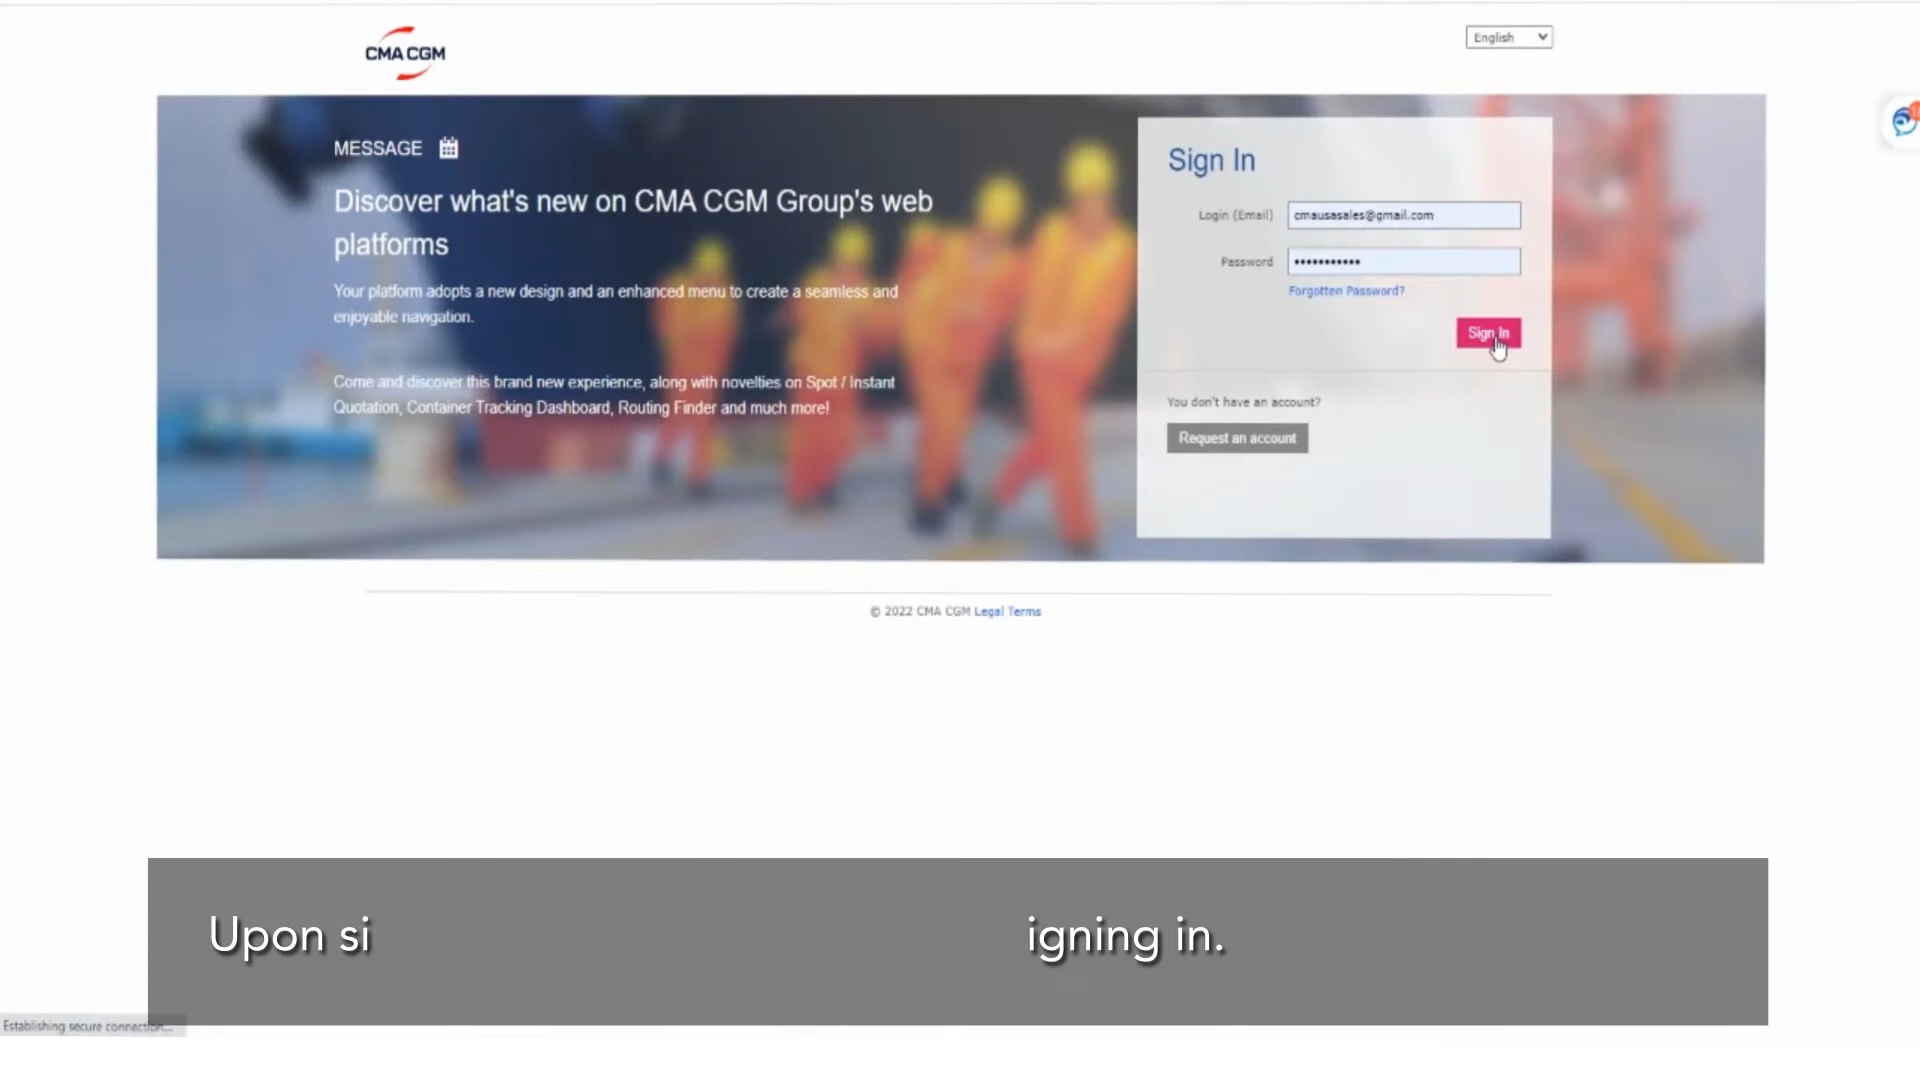 CMA CGM
English
MESSAGE
Discover what's new on CMA CGM Group's web
platforms
Your platform adopts a new design and an enhanced menu to create a seamless and
enjoyable navigation.
Come and discover this brand new experience, along with novelties on Spot / Instant
Quotation, Container Tracking Dashboard, Routing Finder and much more!
Sign In
Login (Email) cmausasales@gmail.com
Password •••••••••••
Forgotten Password?
Sign In
You don't have an account?
Request an account
© 2022 CMA CGM Legal Terms
Upon si igning in.
Establishing secure connection...